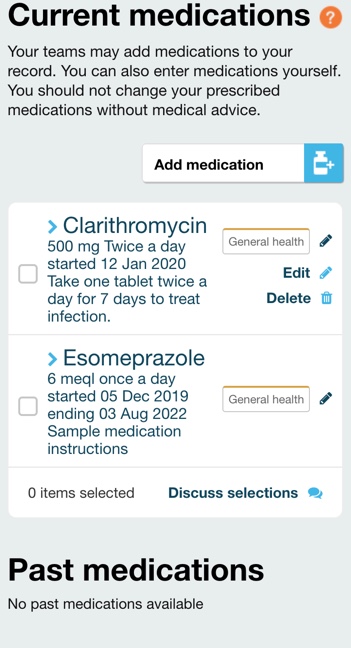 Current medications ?
Your teams may add medications to your
record. You can also enter medications yourself.
You should not change your prescribed
medications without medical advice.
Add medication
Clarithromycin
General health
500 mg Twice a day
started 12 Jan 2020
Edit
Take one tablet twice a
Delete
day for 7 days to treat
infection.
Esomeprazole
6 meql once a day
General health
started 05 Dec 2019
ending 03 Aug 2022
Sample medication
instructions
0 items selected Discuss selections
Past medications
No past medications available